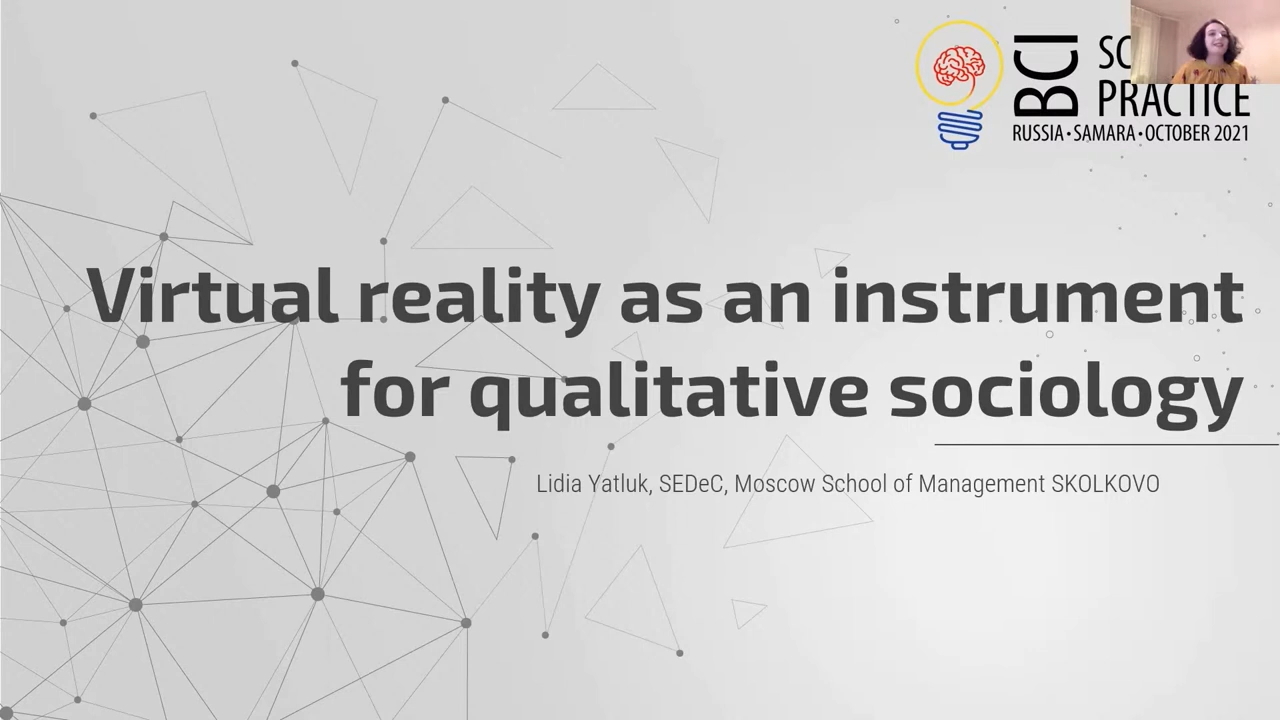 BCI
PRACTICE
RUSSIA • SAMARA • OCTOBER 2021
Virtual reality as an instrument
for qualitative sociology
Lidia Yatluk, SEDeC, Moscow School of Management SKOLKOVO